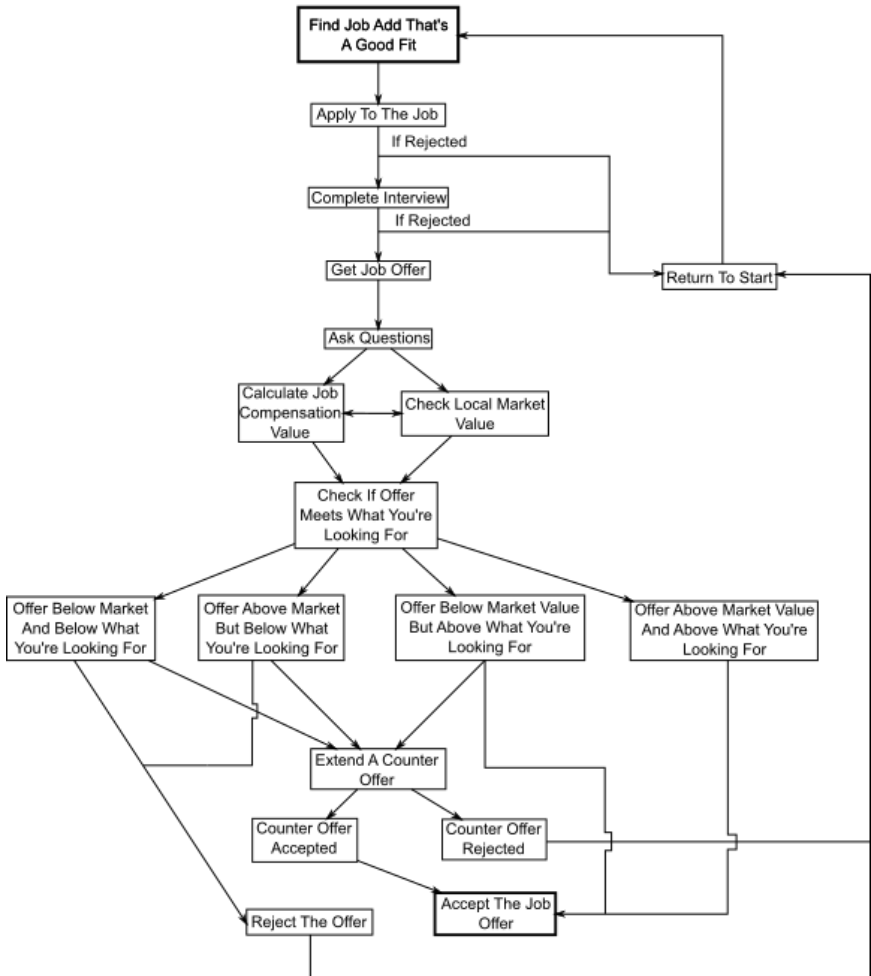 Find Job Add That's
A Good Fit
Apply To The Job
If Rejected
Complete Interview
If Rejected
Get Job Offer
Return To Start
Ask Questions
Calculate Job
Compensation
Value
Check Local Market
Value
Check If Offer
Meets What You're
Looking For
Offer Below Market
And Below What
You're Looking For
Offer Above Market
But Below What
You're Looking For
Offer Below Market Value
But Above What You're
Looking For
Offer Above Market Value
And Above What You're
Looking For
Extend A Counter
Offer
Counter Offer
Accepted
Counter Offer
Rejected
Accept The Job
Offer
Reject The Offer